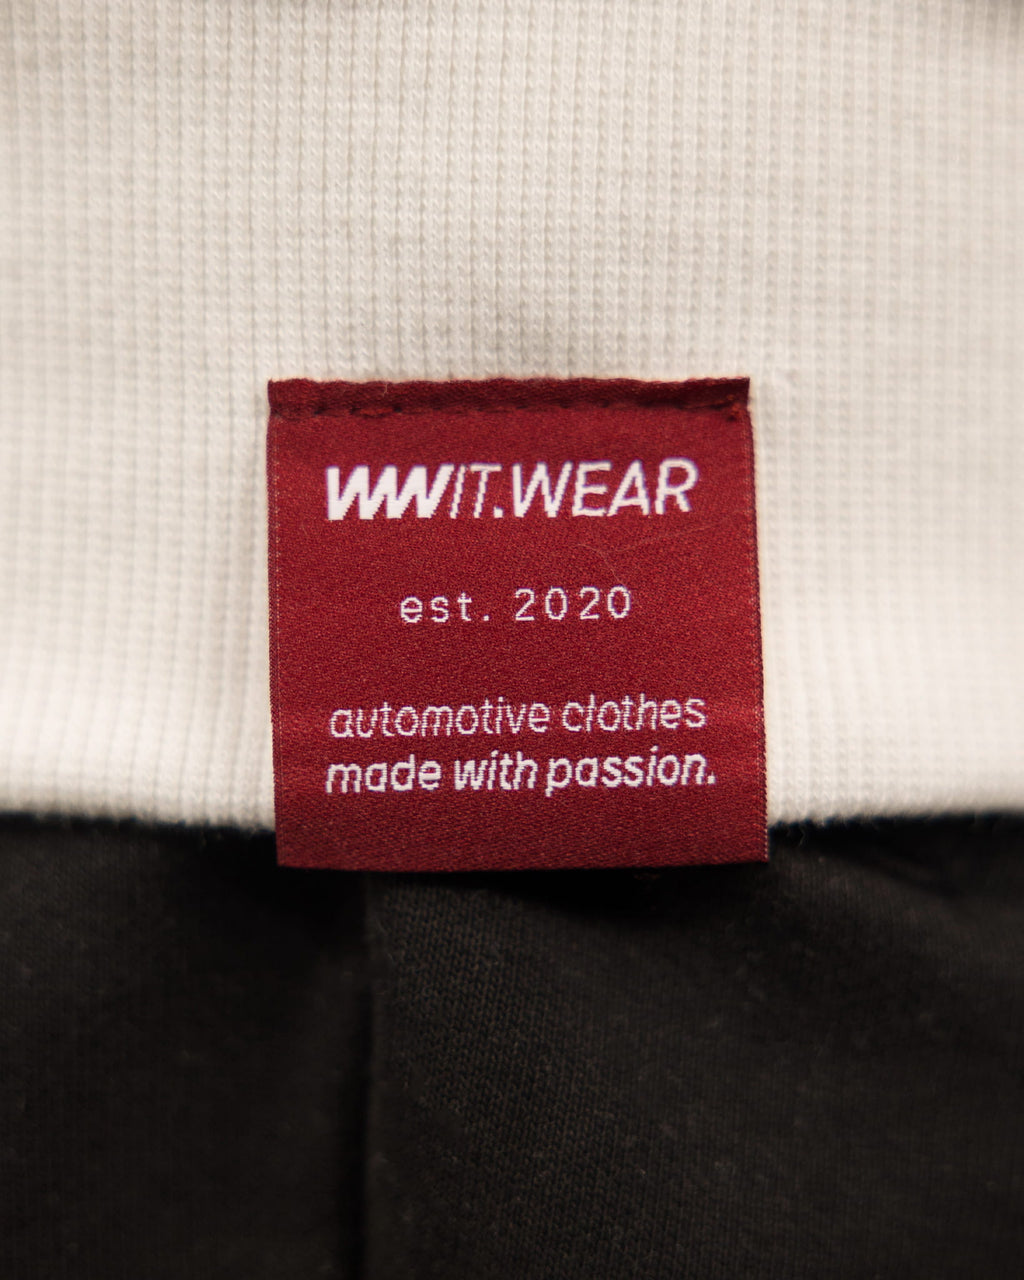 WWIT.WEAR
est. 2020
automotive clothes
made with passion.